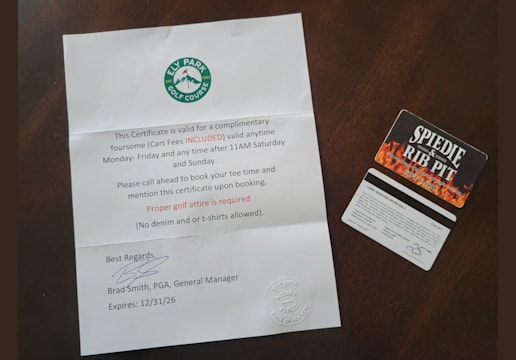 ELY PARK
GOLF COURSE
This Certificate is valid for a complimentary
foursome (Cart Fees INCLUDED) valid anytime
Monday- Friday and any time after 11AM Saturday
and Sunday.
Please call ahead to book your tee time and
mention this certificate upon booking.
Proper golf attire is required
(No denim and or t-shirts allowed).
Best Regards,
Brad Smith, PGA, General Manager
Expires: 12/31/26
NOTARY
SPIEDIE
&
RIB PIT
25